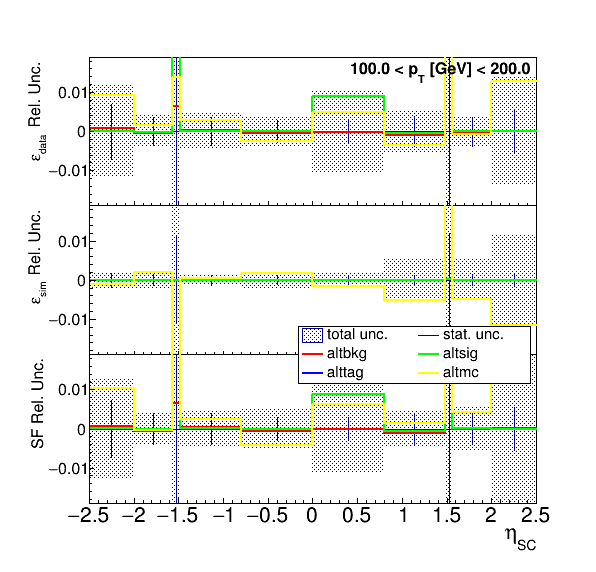 100.0 < p_T [GeV] < 200.0
ε_data Rel. Unc.
0.01
0
−0.01
ε_sim Rel. Unc.
0.01
0
−0.01
total unc. stat. unc.
altbkg altsig
alttag altmc
SF Rel. Unc.
0.01
0
−0.01
−2.5 −2 −1.5 −1 −0.5 0 0.5 1 1.5 2 2.5
η_SC